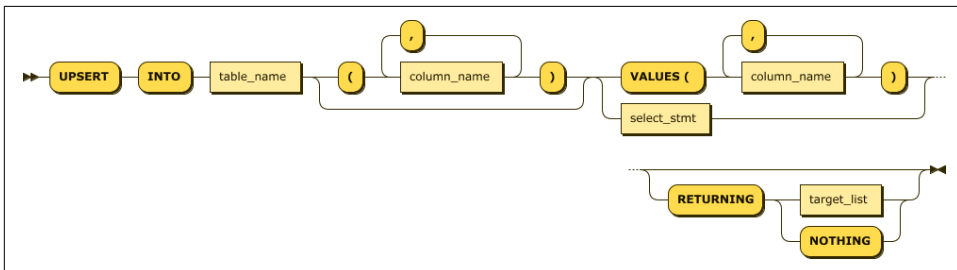 , ,
UPSERT INTO table_name ( column_name ) VALUES ( column_name )
select_stmt
RETURNING target_list
NOTHING